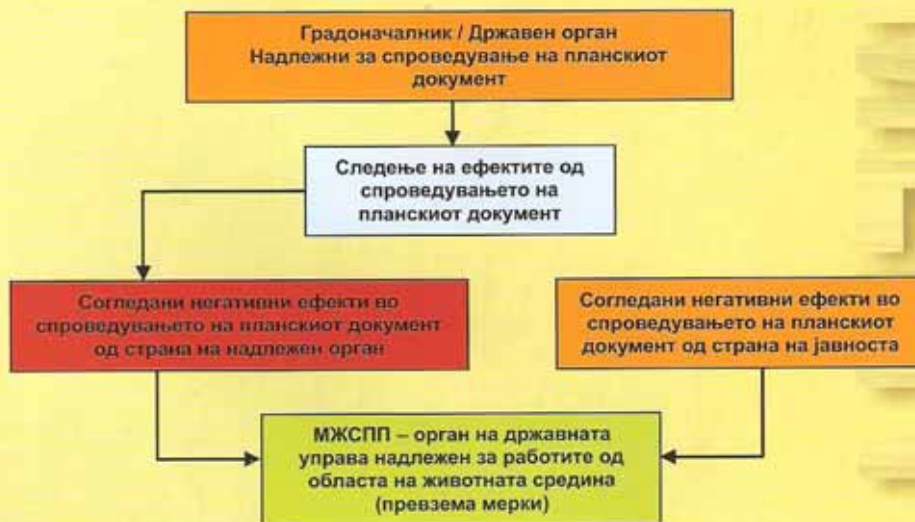 Градоначалник / Државен орган
Надлежни за спроведување на планскиот
документ
Следење на ефектите од
спроведувањето на
планскиот документ
Согледани негативни ефекти во
спроведувањето на планскиот документ
од страна на надлежен орган
Согледани негативни ефекти во
спроведувањето на планскиот
документ од страна на јавноста
МЖСПП – орган на државната
управа надлежен за работите од
областа на животната средина
(превзема мерки)